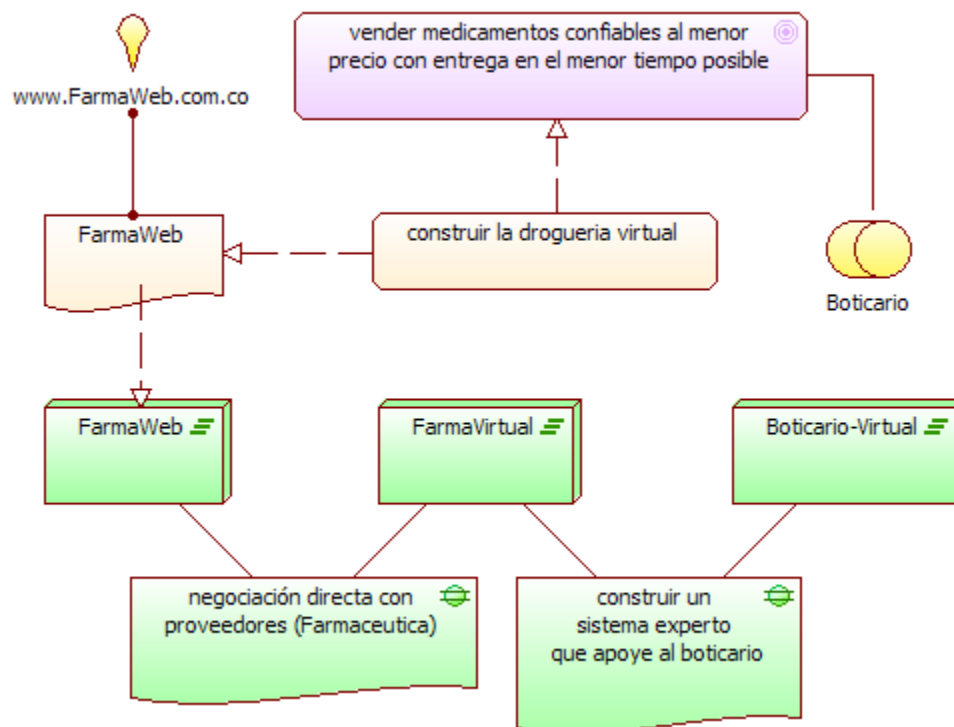 www.FarmaWeb.com.co
vender medicamentos confiables al menor
precio con entrega en el menor tiempo posible
FarmaWeb
construir la drogueria virtual
Boticario
FarmaWeb
FarmaVirtual
Boticario-Virtual
negociación directa con
proveedores (Farmaceutica)
construir un
sistema experto
que apoye al boticario